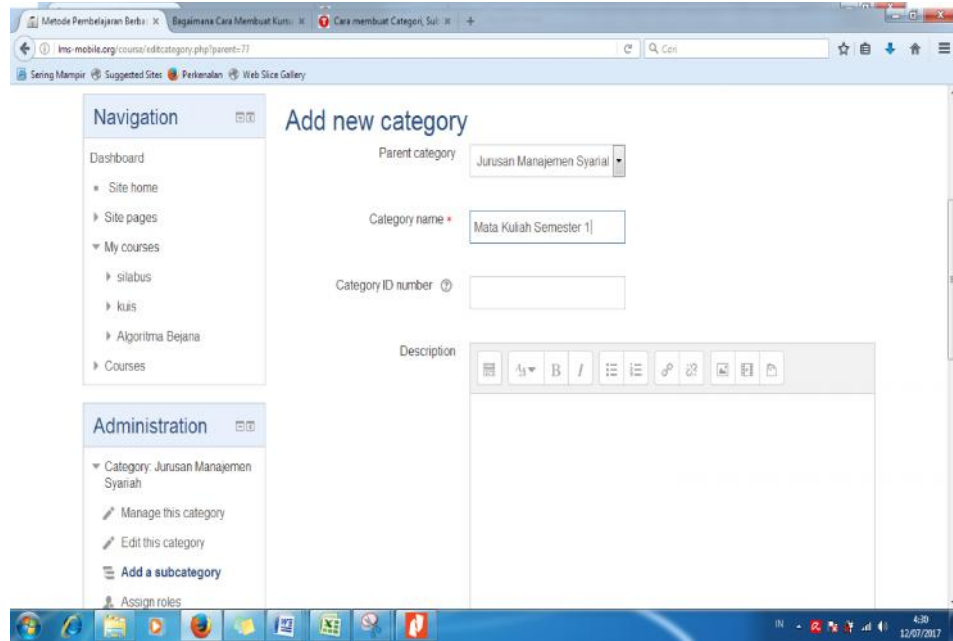 Metode Pembelajaran Berba
Bagaimana Cara Membuat Kursu
Cara membuat Categori, Sub
lms-mobile.org/course/editcategory.php?parent=77
Cari
Sering Mampir Suggested Sites Perkenalan Web Slice Gallery
Navigation
Dashboard
Site home
Site pages
My courses
silabus
kuis
Algoritma Bejana
Courses
Administration
Category: Jurusan Manajemen
Syariah
Manage this category
Edit this category
Add a subcategory
Assign roles
Add new category
Parent category
Jurusan Manajemen Syariah
Category name *
Mata Kuliah Semester 1
Category ID number
Description
B I
IN
4:30
12/07/2017